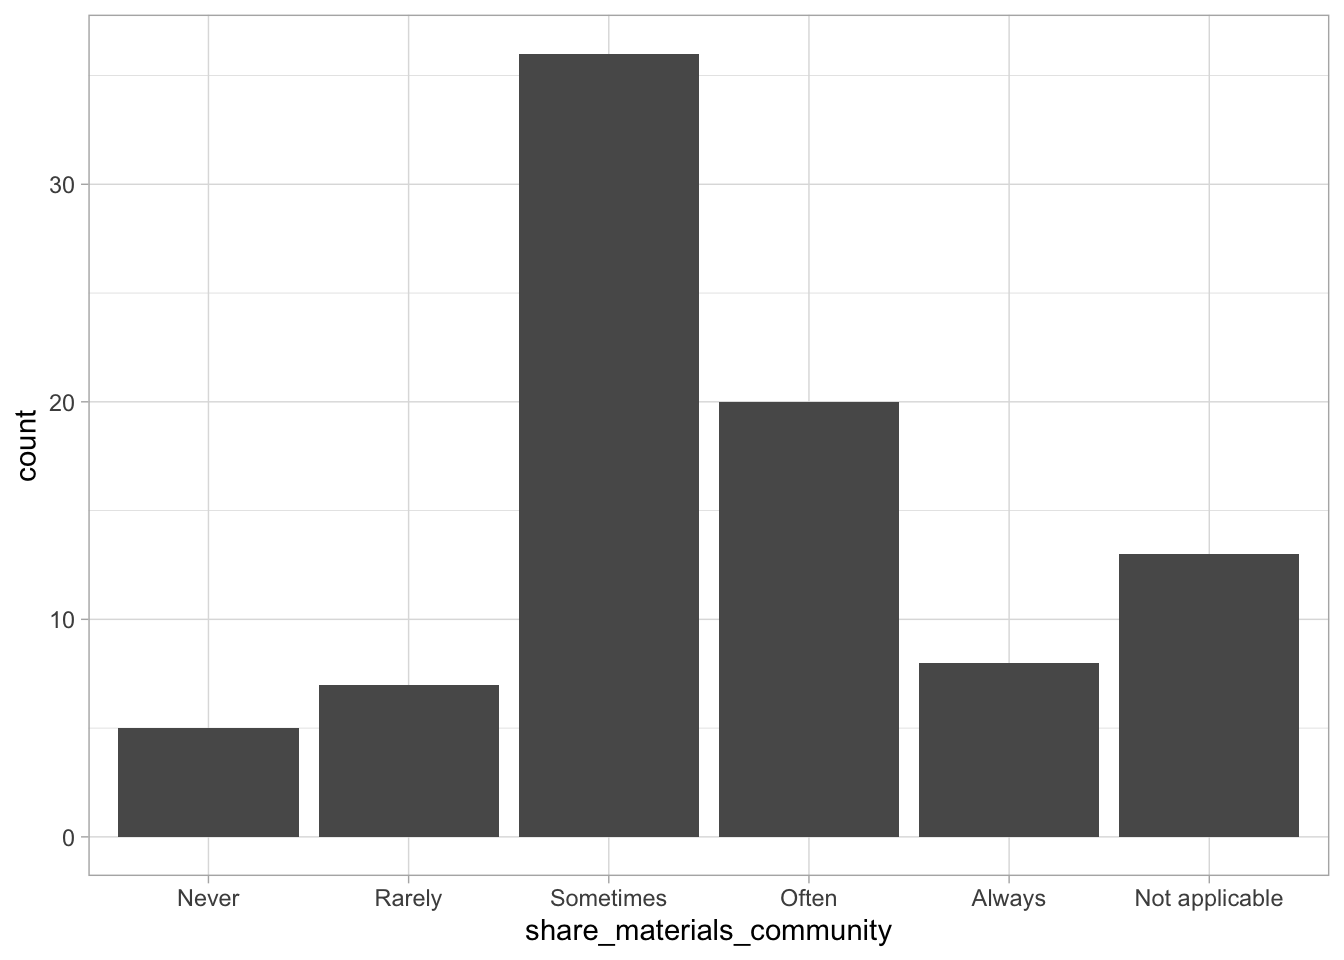 count
30
20
10
0
Never Rarely Sometimes Often Always Not applicable
share_materials_community